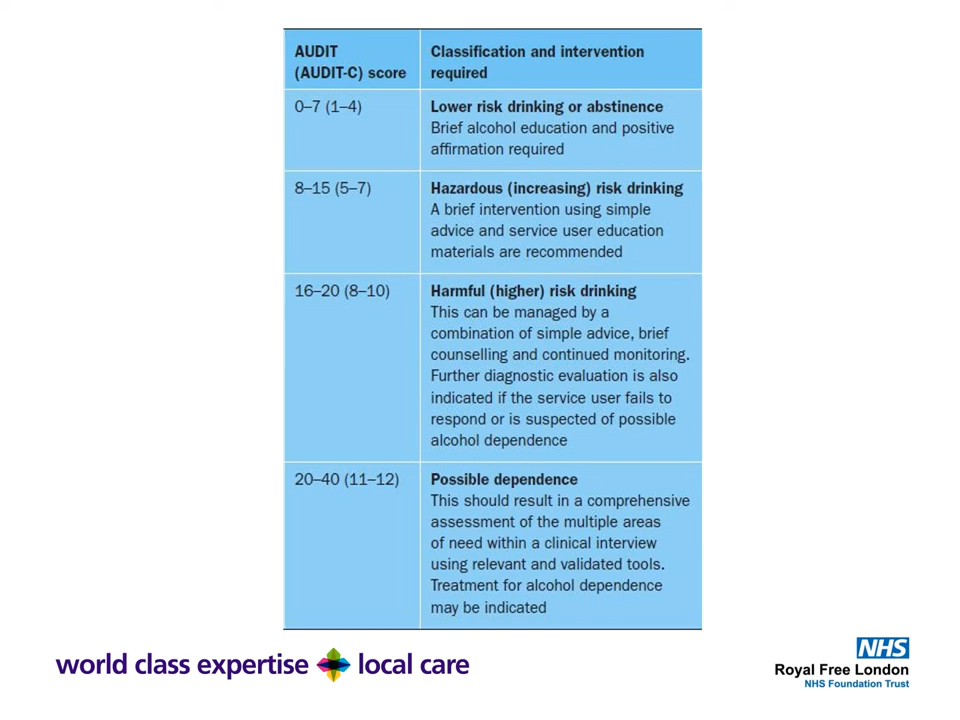 AUDIT
(AUDIT-C) score
Classification and intervention
required
0–7 (1–4)
Lower risk drinking or abstinence
Brief alcohol education and positive
affirmation required
8–15 (5–7)
Hazardous (increasing) risk drinking
A brief intervention using simple
advice and service user education
materials are recommended
16–20 (8–10)
Harmful (higher) risk drinking
This can be managed by a
combination of simple advice, brief
counselling and continued monitoring.
Further diagnostic evaluation is also
indicated if the service user fails to
respond or is suspected of possible
alcohol dependence
20–40 (11–12)
Possible dependence
This should result in a comprehensive
assessment of the multiple areas
of need within a clinical interview
using relevant and validated tools.
Treatment for alcohol dependence
may be indicated
world class expertise local care
NHS
Royal Free London
NHS Foundation Trust